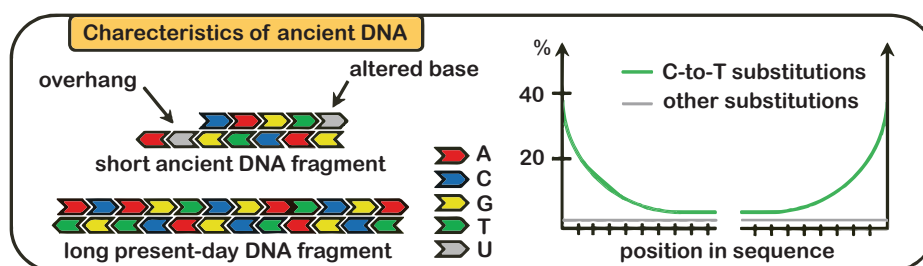 Charecteristics of ancient DNA
overhang
altered base
short ancient DNA fragment
long present-day DNA fragment
A
C
G
T
U
%
40
20
C-to-T substitutions
other substitutions
position in sequence